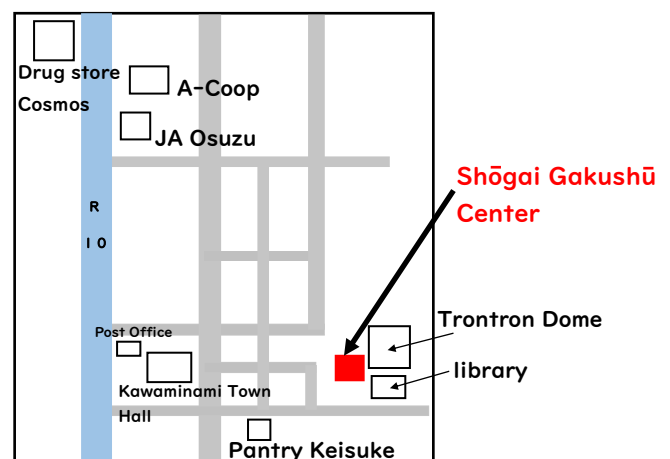 Drug store
Cosmos
A-Coop
JA Osuzu
Shōgai Gakushū
Center
R
10
Trontron Dome
Post Office
library
Kawaminami Town
Hall
Pantry Keisuke